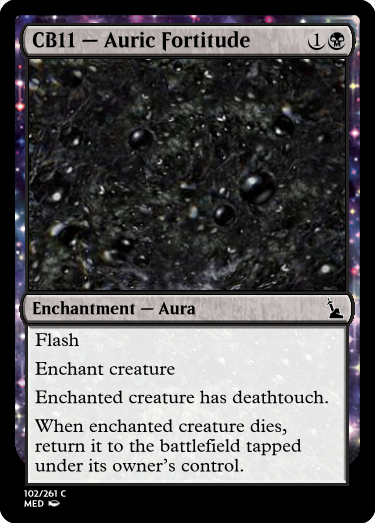 CB11 — Auric Fortitude 1
Enchantment — Aura
Flash
Enchant creature
Enchanted creature has deathtouch.
When enchanted creature dies,
return it to the battlefield tapped
under its owner's control.
102/261 C
MED